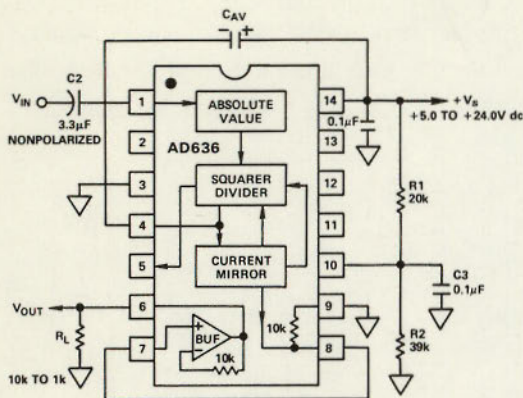 CAV
− +
C2
VIN
3.3µF
NONPOLARIZED
1
2
3
4
5
6
7
ABSOLUTE
VALUE
AD636
SQUARER
DIVIDER
CURRENT
MIRROR
10k
+
BUF
−
10k
14
13
12
11
10
9
8
0.1µF
+VS
+5.0 TO +24.0V dc
R1
20k
C3
0.1µF
R2
39k
VOUT
RL
10k TO 1k